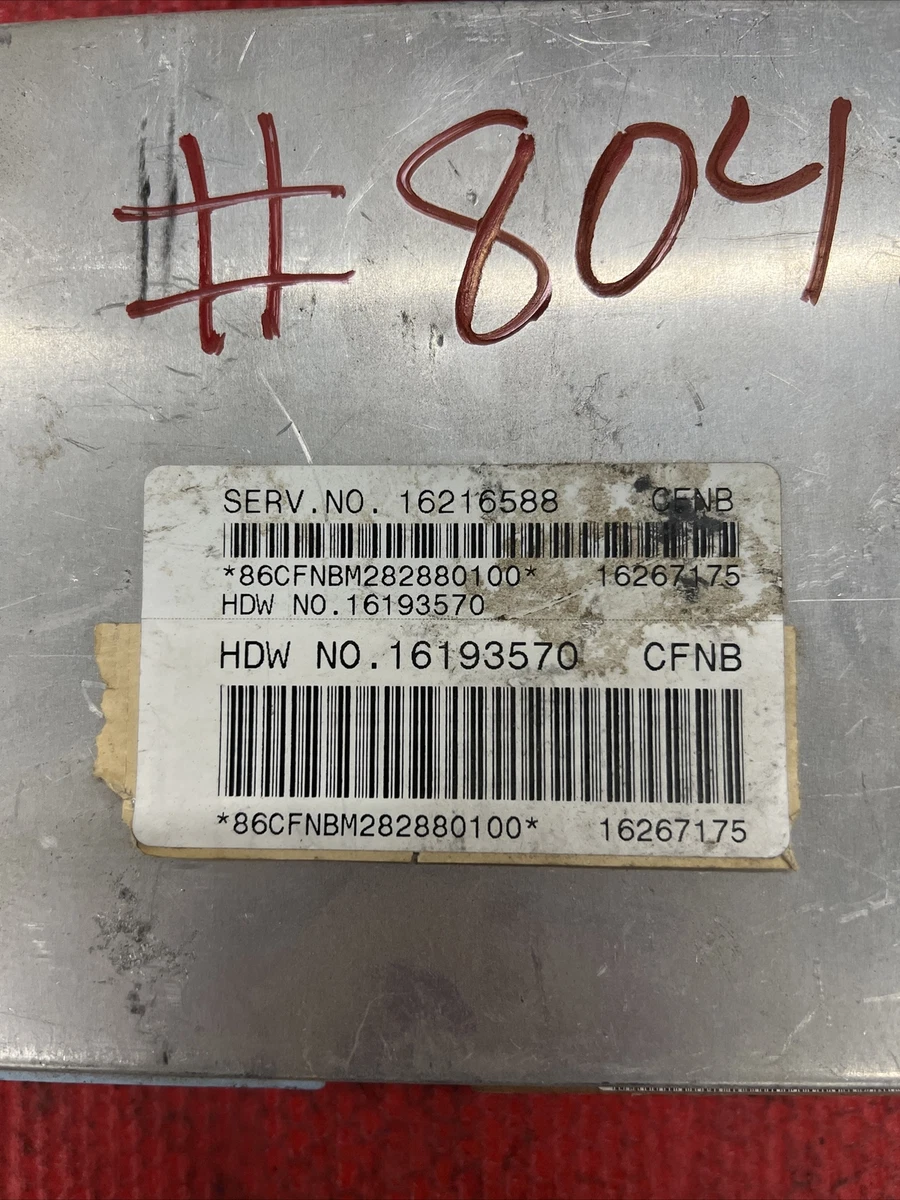 #804
SERV.NO. 16216588 CFNB
*86CFNBM282880100* 16267175
HDW NO.16193570
HDW NO.16193570 CFNB
*86CFNBM282880100* 16267175